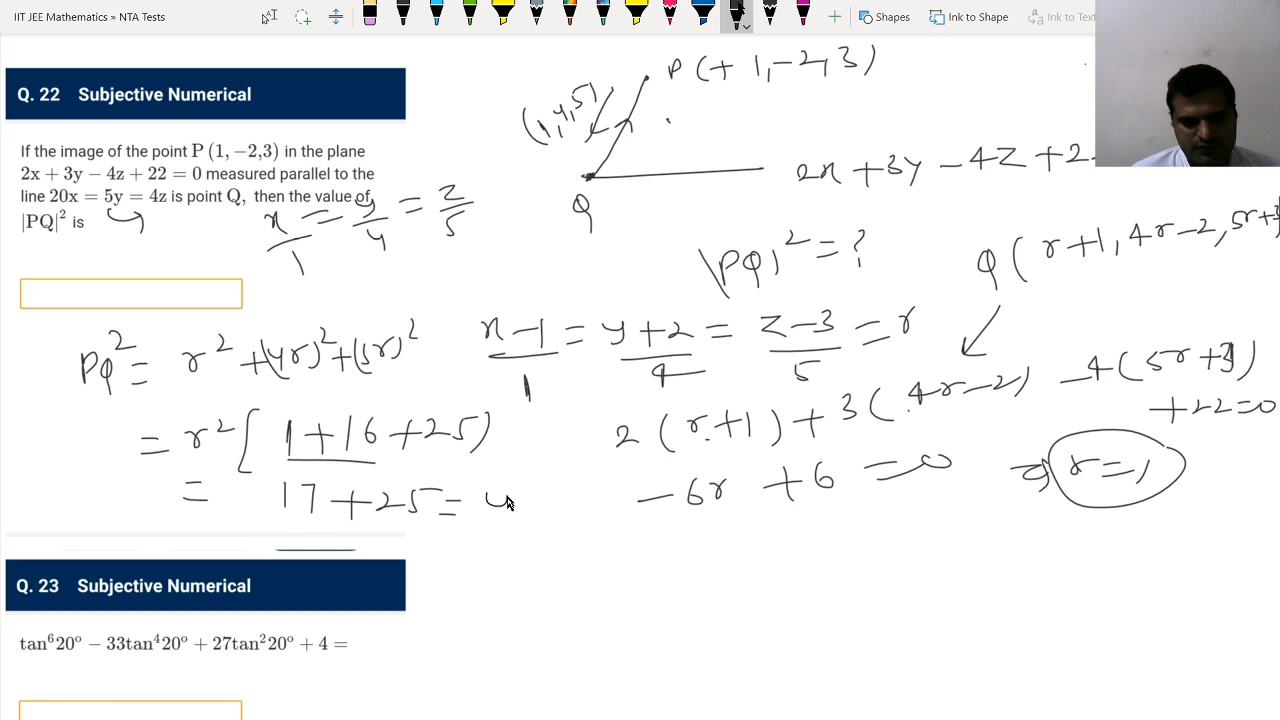 IIT JEE Mathematics » NTA Tests
Shapes
Ink to Shape
Ink to Text
Q. 22 Subjective Numerical
If the image of the point P (1, −2,3) in the plane
2x + 3y − 4z + 22 = 0 measured parallel to the
line 20x = 5y = 4z is point Q, then the value of
|PQ|² is
x/1 = y/4 = z/5
P (+ 1, -2, 3)
(1, 4, 5)
2x + 3y - 4z + 2
Q
|PQ|² = ?
Q (r+1, 4r-2, 5r+3
x-1/1 = y+2/4 = z-3/5 = r
2(r+1) + 3(4r-2) -4(5r+3)
+22=0
-6r + 6 = 0 ⇒ r=1
PQ² = r² + (4r)² + (5r)²
= r² [1+16+25)
= 17+25 =
Q. 23 Subjective Numerical
tan⁶20° − 33tan⁴20° + 27tan²20° + 4 =